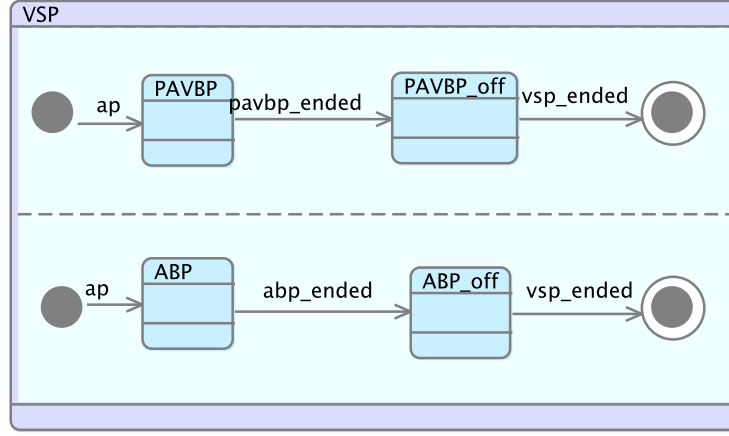 VSP
ap
PAVBP
pavbp_ended
PAVBP_off
vsp_ended
ap
ABP
abp_ended
ABP_off
vsp_ended